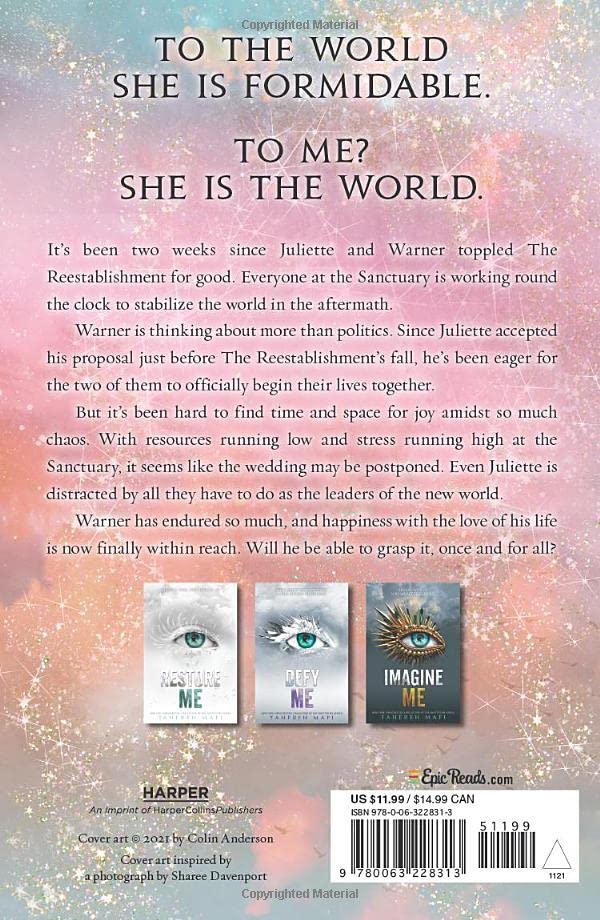 Copyrighted Material
TO THE WORLD
SHE IS FORMIDABLE.
TO ME?
SHE IS THE WORLD.
It's been two weeks since Juliette and Warner toppled The
Reestablishment for good. Everyone at the Sanctuary is working round
the clock to stabilize the world in the aftermath.
Warner is thinking about more than politics. Since Juliette accepted
his proposal just before The Reestablishment's fall, he's been eager for
the two of them to officially begin their lives together.
But it's been hard to find time and space for joy amidst so much
chaos. With resources running low and stress running high at the
Sanctuary, it seems like the wedding may be postponed. Even Juliette is
distracted by all they have to do as the leaders of the new world.
Warner has endured so much, and happiness with the love of his life
is now finally within reach. Will he be able to grasp it, once and for all?
RESTORE
ME
TAHEREH MAFI
DEFY
ME
TAHEREH MAFI
IMAGINE
ME
TAHEREH MAFI
HARPER
An Imprint of HarperCollinsPublishers
Cover art © 2021 by Colin Anderson
Cover art inspired by
a photograph by Sharee Davenport
EpicReads.com
US $11.99 / $14.99 CAN
ISBN 978-0-06-322831-3
51199
9 780063 228313
1121
Copyrighted Material